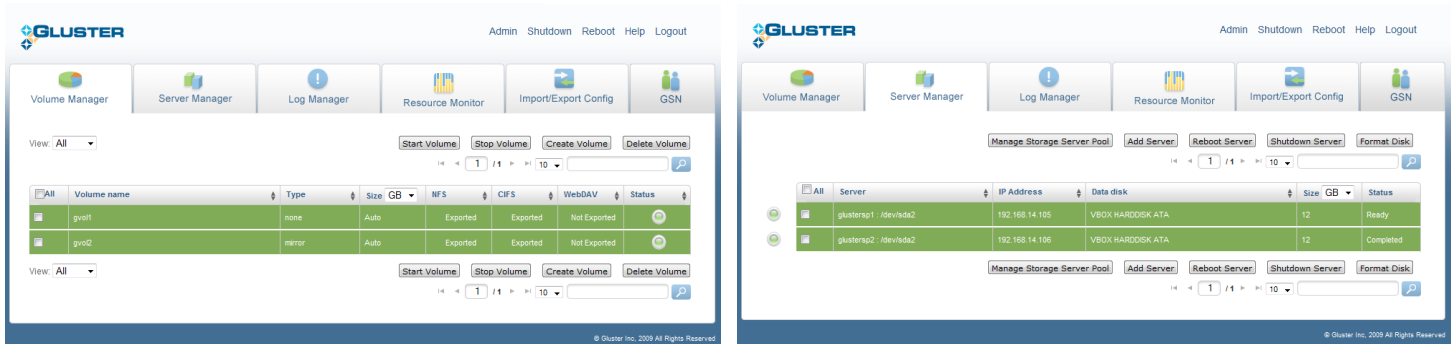 GLUSTER
Admin Shutdown Reboot Help Logout
Volume Manager Server Manager Log Manager Resource Monitor Import/Export Config GSN
View: All Start Volume Stop Volume Create Volume Delete Volume
1 / 1 10
All Volume name Type Size GB NFS CIFS WebDAV Status
gvol1 none Auto Exported Exported Not Exported
gvol2 mirror Auto Exported Exported Not Exported
View: All Start Volume Stop Volume Create Volume Delete Volume
1 / 1 10
© Gluster Inc, 2009 All Rights Reserved
GLUSTER
Admin Shutdown Reboot Help Logout
Volume Manager Server Manager Log Manager Resource Monitor Import/Export Config GSN
Manage Storage Server Pool Add Server Reboot Server Shutdown Server Format Disk
1 / 1 10
All Server IP Address Data disk Size GB Status
glustersp1 : /dev/sda2 192.168.14.105 VBOX HARDDISK ATA 12 Ready
glustersp2 : /dev/sda2 192.168.14.106 VBOX HARDDISK ATA 12 Completed
Manage Storage Server Pool Add Server Reboot Server Shutdown Server Format Disk
1 / 1 10
© Gluster Inc, 2009 All Rights Reserved